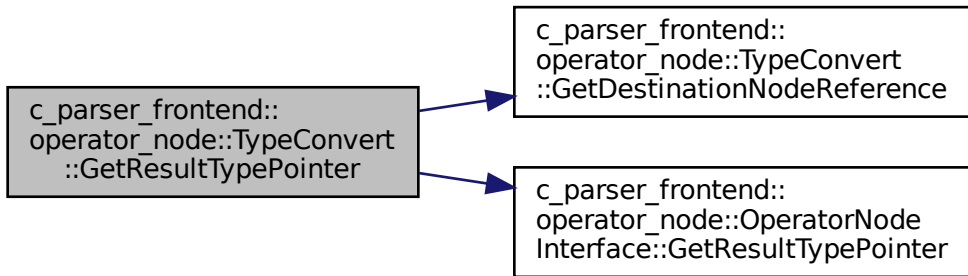 c_parser_frontend::
operator_node::TypeConvert
::GetResultTypePointer
c_parser_frontend::
operator_node::TypeConvert
::GetDestinationNodeReference
c_parser_frontend::
operator_node::OperatorNode
Interface::GetResultTypePointer